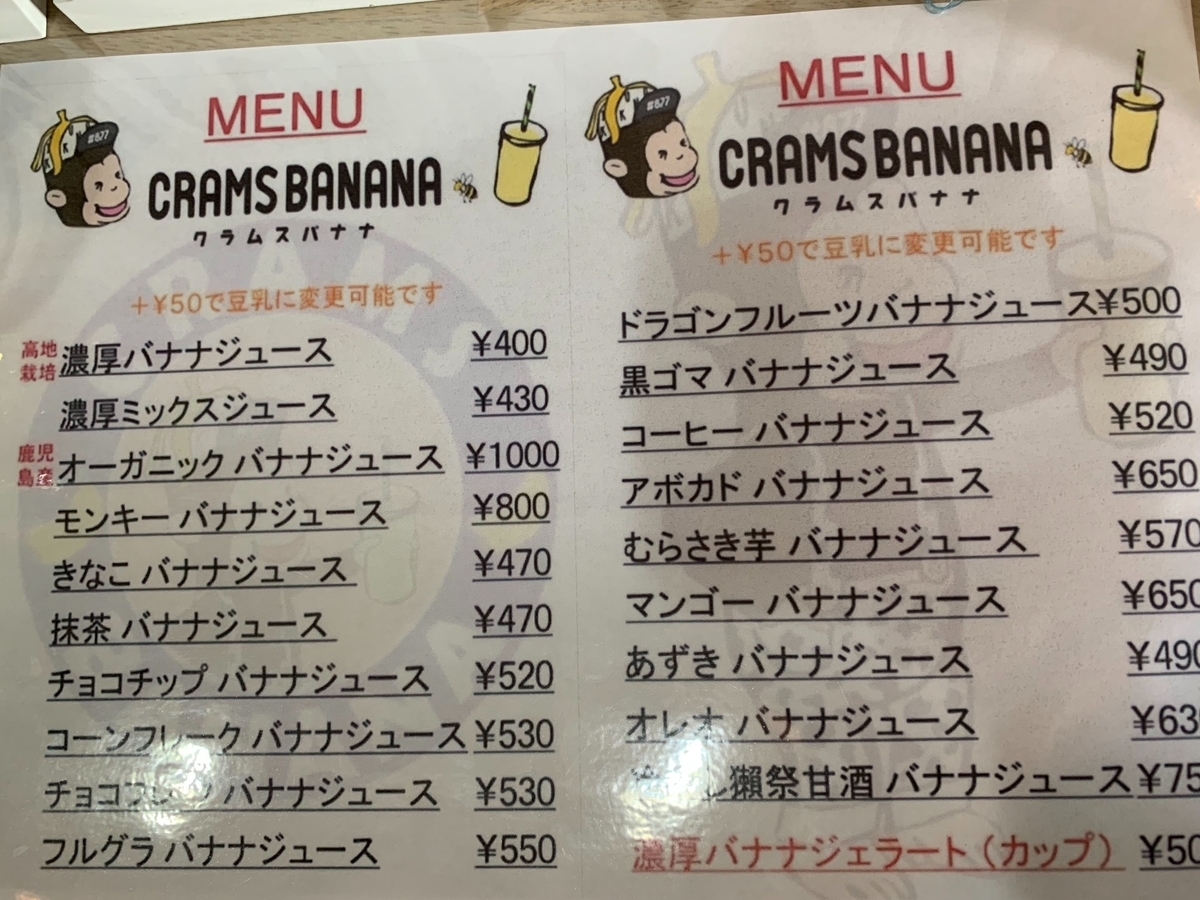 MENU
#877
CRAMS BANANA
クラムスバナナ
+¥50で豆乳に変更可能です
高地栽培 濃厚バナナジュース ¥400
濃厚ミックスジュース ¥430
鹿児島産 オーガニック バナナジュース ¥1000
モンキー バナナジュース ¥800
きなこ バナナジュース ¥470
抹茶 バナナジュース ¥470
チョコチップ バナナジュース ¥520
コーンフレーク バナナジュース ¥530
バナナジュース ¥530
フルグラ バナナジュース ¥550
MENU
#877
CRAMS BANANA
クラムスバナナ
+¥50で豆乳に変更可能です
ドラゴンフルーツバナナジュース ¥500
黒ゴマ バナナジュース ¥490
コーヒー バナナジュース ¥520
アボカド バナナジュース ¥650
むらさき芋 バナナジュース ¥570
マンゴー バナナジュース ¥650
あずき バナナジュース ¥490
オレオ バナナジュース ¥63
獺祭甘酒 バナナジュース ¥75
濃厚バナナジェラート（カップ） ¥50